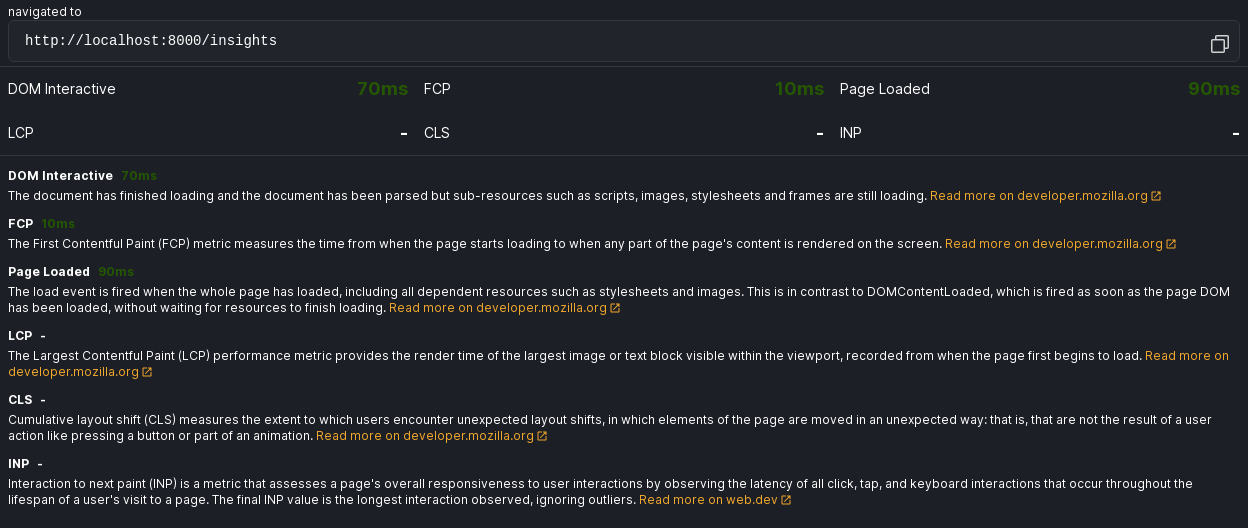 navigated to
http://localhost:8000/insights
DOM Interactive 70ms FCP 10ms Page Loaded 90ms
LCP - CLS - INP -
DOM Interactive 70ms
The document has finished loading and the document has been parsed but sub-resources such as scripts, images, stylesheets and frames are still loading. Read more on developer.mozilla.org
FCP 10ms
The First Contentful Paint (FCP) metric measures the time from when the page starts loading to when any part of the page's content is rendered on the screen. Read more on developer.mozilla.org
Page Loaded 90ms
The load event is fired when the whole page has loaded, including all dependent resources such as stylesheets and images. This is in contrast to DOMContentLoaded, which is fired as soon as the page DOM
has been loaded, without waiting for resources to finish loading. Read more on developer.mozilla.org
LCP -
The Largest Contentful Paint (LCP) performance metric provides the render time of the largest image or text block visible within the viewport, recorded from when the page first begins to load. Read more on
developer.mozilla.org
CLS -
Cumulative layout shift (CLS) measures the extent to which users encounter unexpected layout shifts, in which elements of the page are moved in an unexpected way: that is, that are not the result of a user
action like pressing a button or part of an animation. Read more on developer.mozilla.org
INP -
Interaction to next paint (INP) is a metric that assesses a page's overall responsiveness to user interactions by observing the latency of all click, tap, and keyboard interactions that occur throughout the
lifespan of a user's visit to a page. The final INP value is the longest interaction observed, ignoring outliers. Read more on web.dev